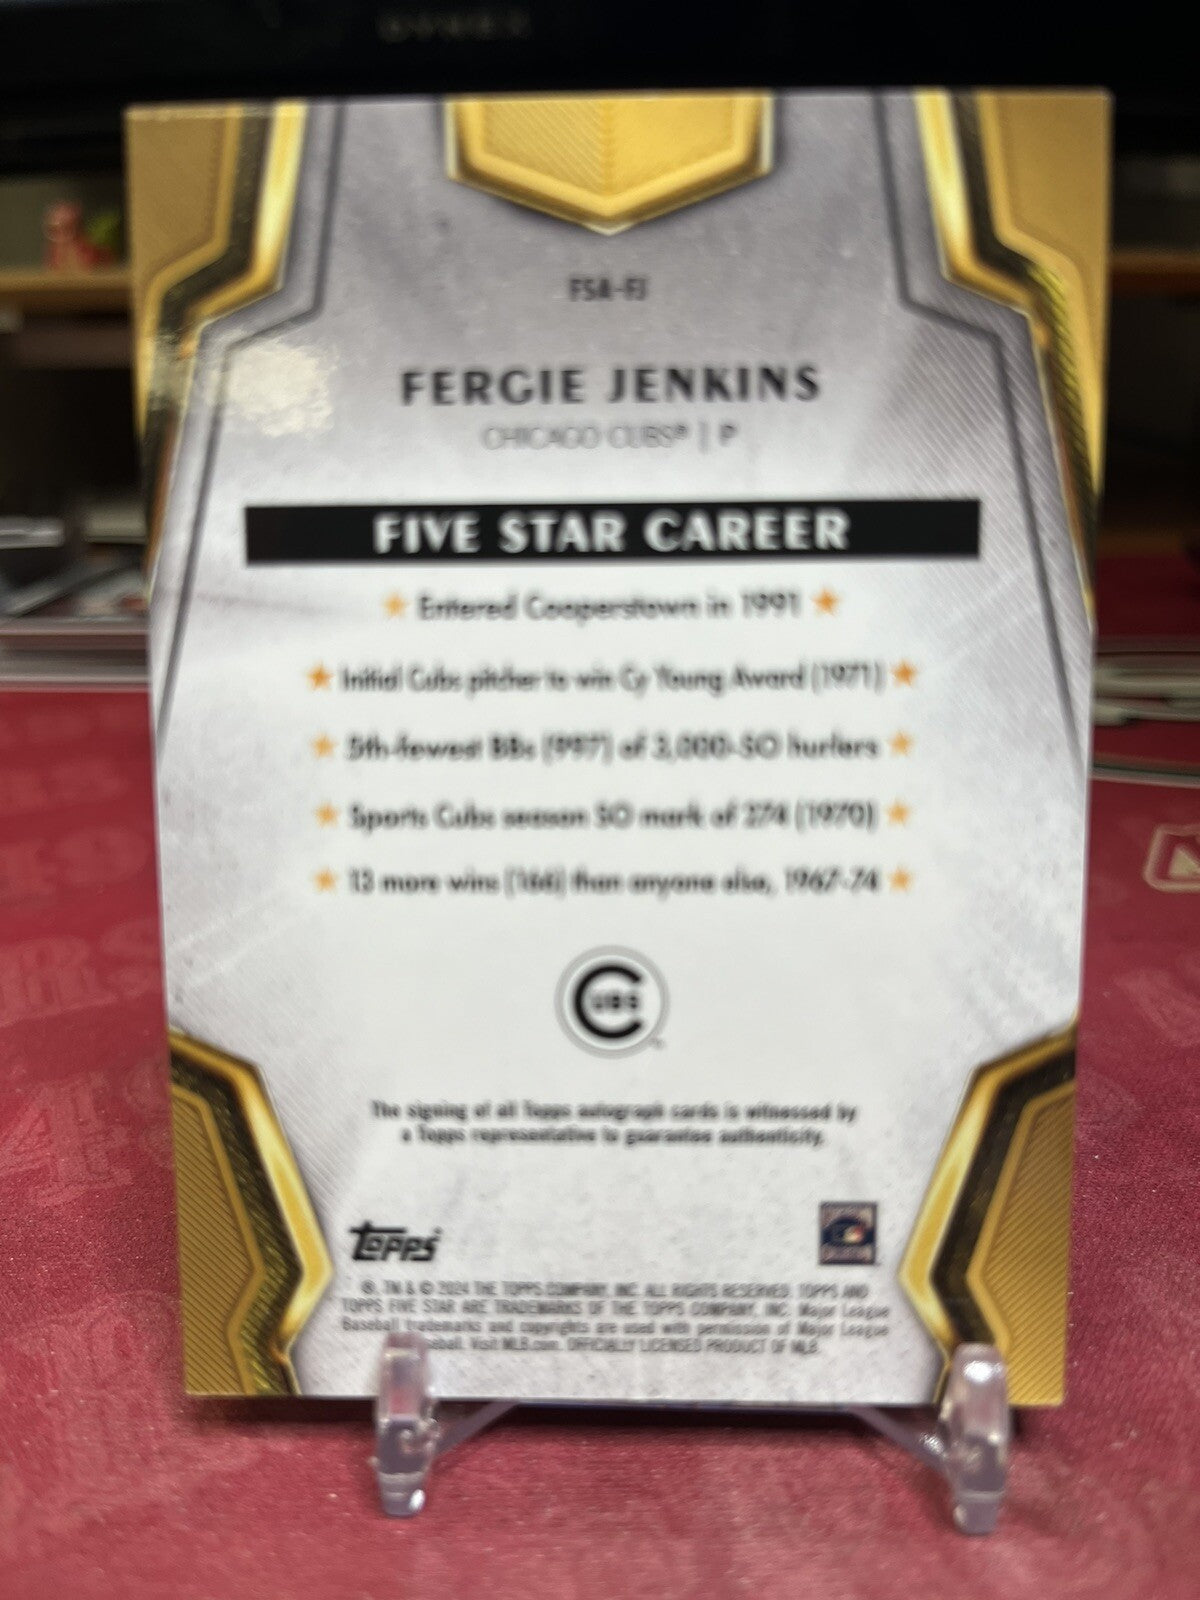 DYNEX
FSA-FJ
FERGIE JENKINS
CHICAGO CUBS® | P
FIVE STAR CAREER
★ Entered Cooperstown in 1991 ★
★ Initial Cubs pitcher to win Cy Young Award (1971) ★
★ 5th-fewest BBs (997) of 3,000-SO hurlers ★
★ Sports Cubs season SO mark of 274 (1970) ★
★ 13 more wins (166) than anyone else, 1967-74 ★
CUBS
The signing of all Topps autograph cards is witnessed by
a Topps representative to guarantee authenticity.
topps
®, TM & © 2024 THE TOPPS COMPANY, INC. ALL RIGHTS RESERVED. TOPPS AND
TOPPS FIVE STAR ARE TRADEMARKS OF THE TOPPS COMPANY, INC. Major League
Baseball trademarks and copyrights are used with permission of Major League
Visit MLB.com. OFFICIALLY LICENSED PRODUCT OF MLB.